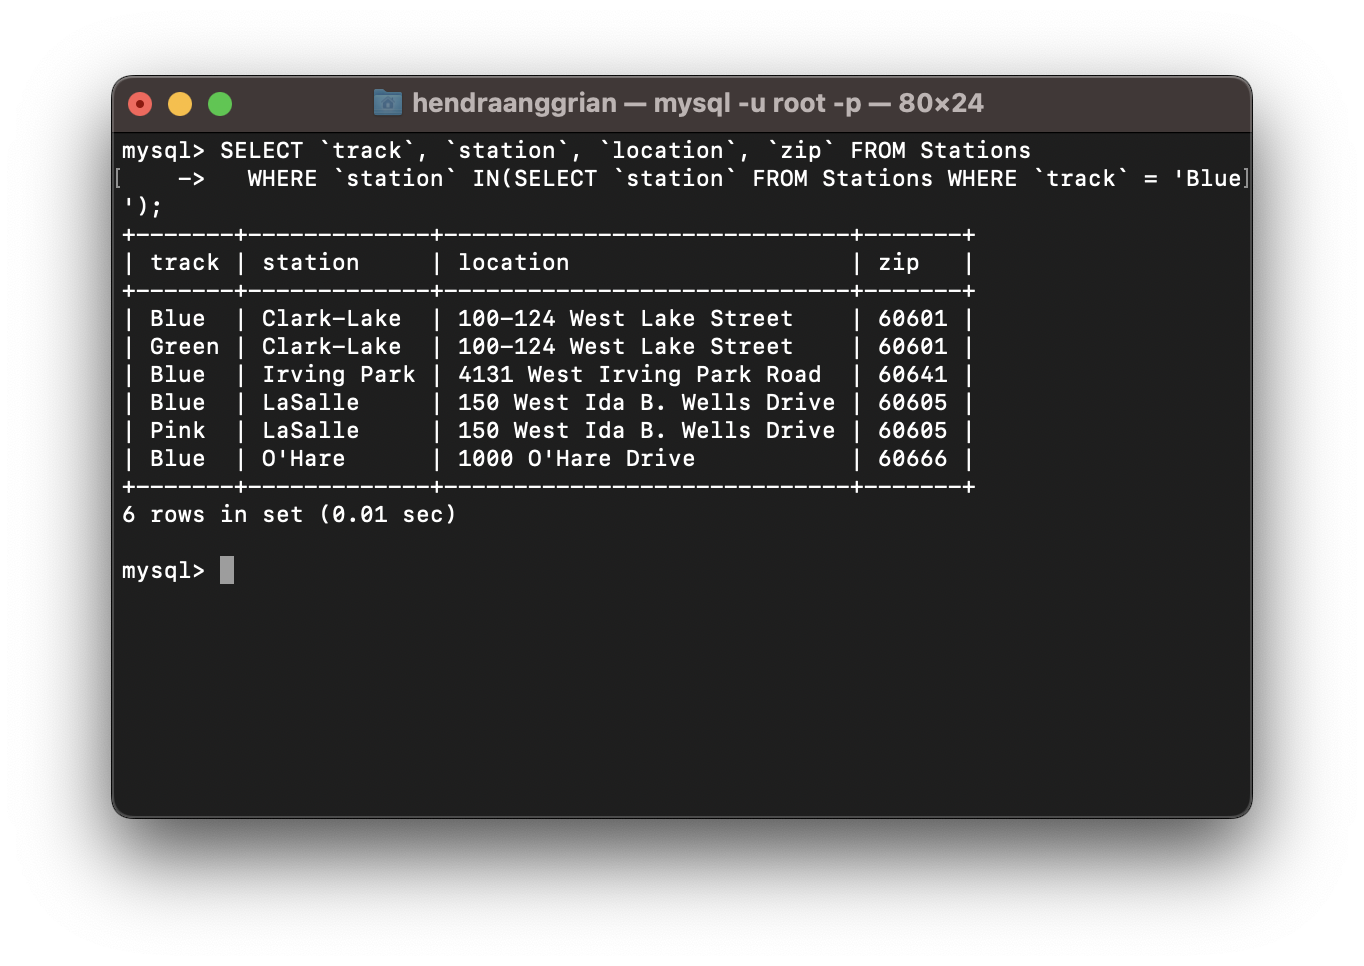 hendraanggrian — mysql -u root -p — 80×24
mysql> SELECT `track`, `station`, `location`, `zip` FROM Stations
[    ->   WHERE `station` IN(SELECT `station` FROM Stations WHERE `track` = 'Blue]
');
+-------+-------------+-----------------------------+-------+
| track | station     | location                    | zip   |
+-------+-------------+-----------------------------+-------+
| Blue  | Clark-Lake  | 100-124 West Lake Street    | 60601 |
| Green | Clark-Lake  | 100-124 West Lake Street    | 60601 |
| Blue  | Irving Park | 4131 West Irving Park Road  | 60641 |
| Blue  | LaSalle     | 150 West Ida B. Wells Drive | 60605 |
| Pink  | LaSalle     | 150 West Ida B. Wells Drive | 60605 |
| Blue  | O'Hare      | 1000 O'Hare Drive           | 60666 |
+-------+-------------+-----------------------------+-------+
6 rows in set (0.01 sec)
mysql>